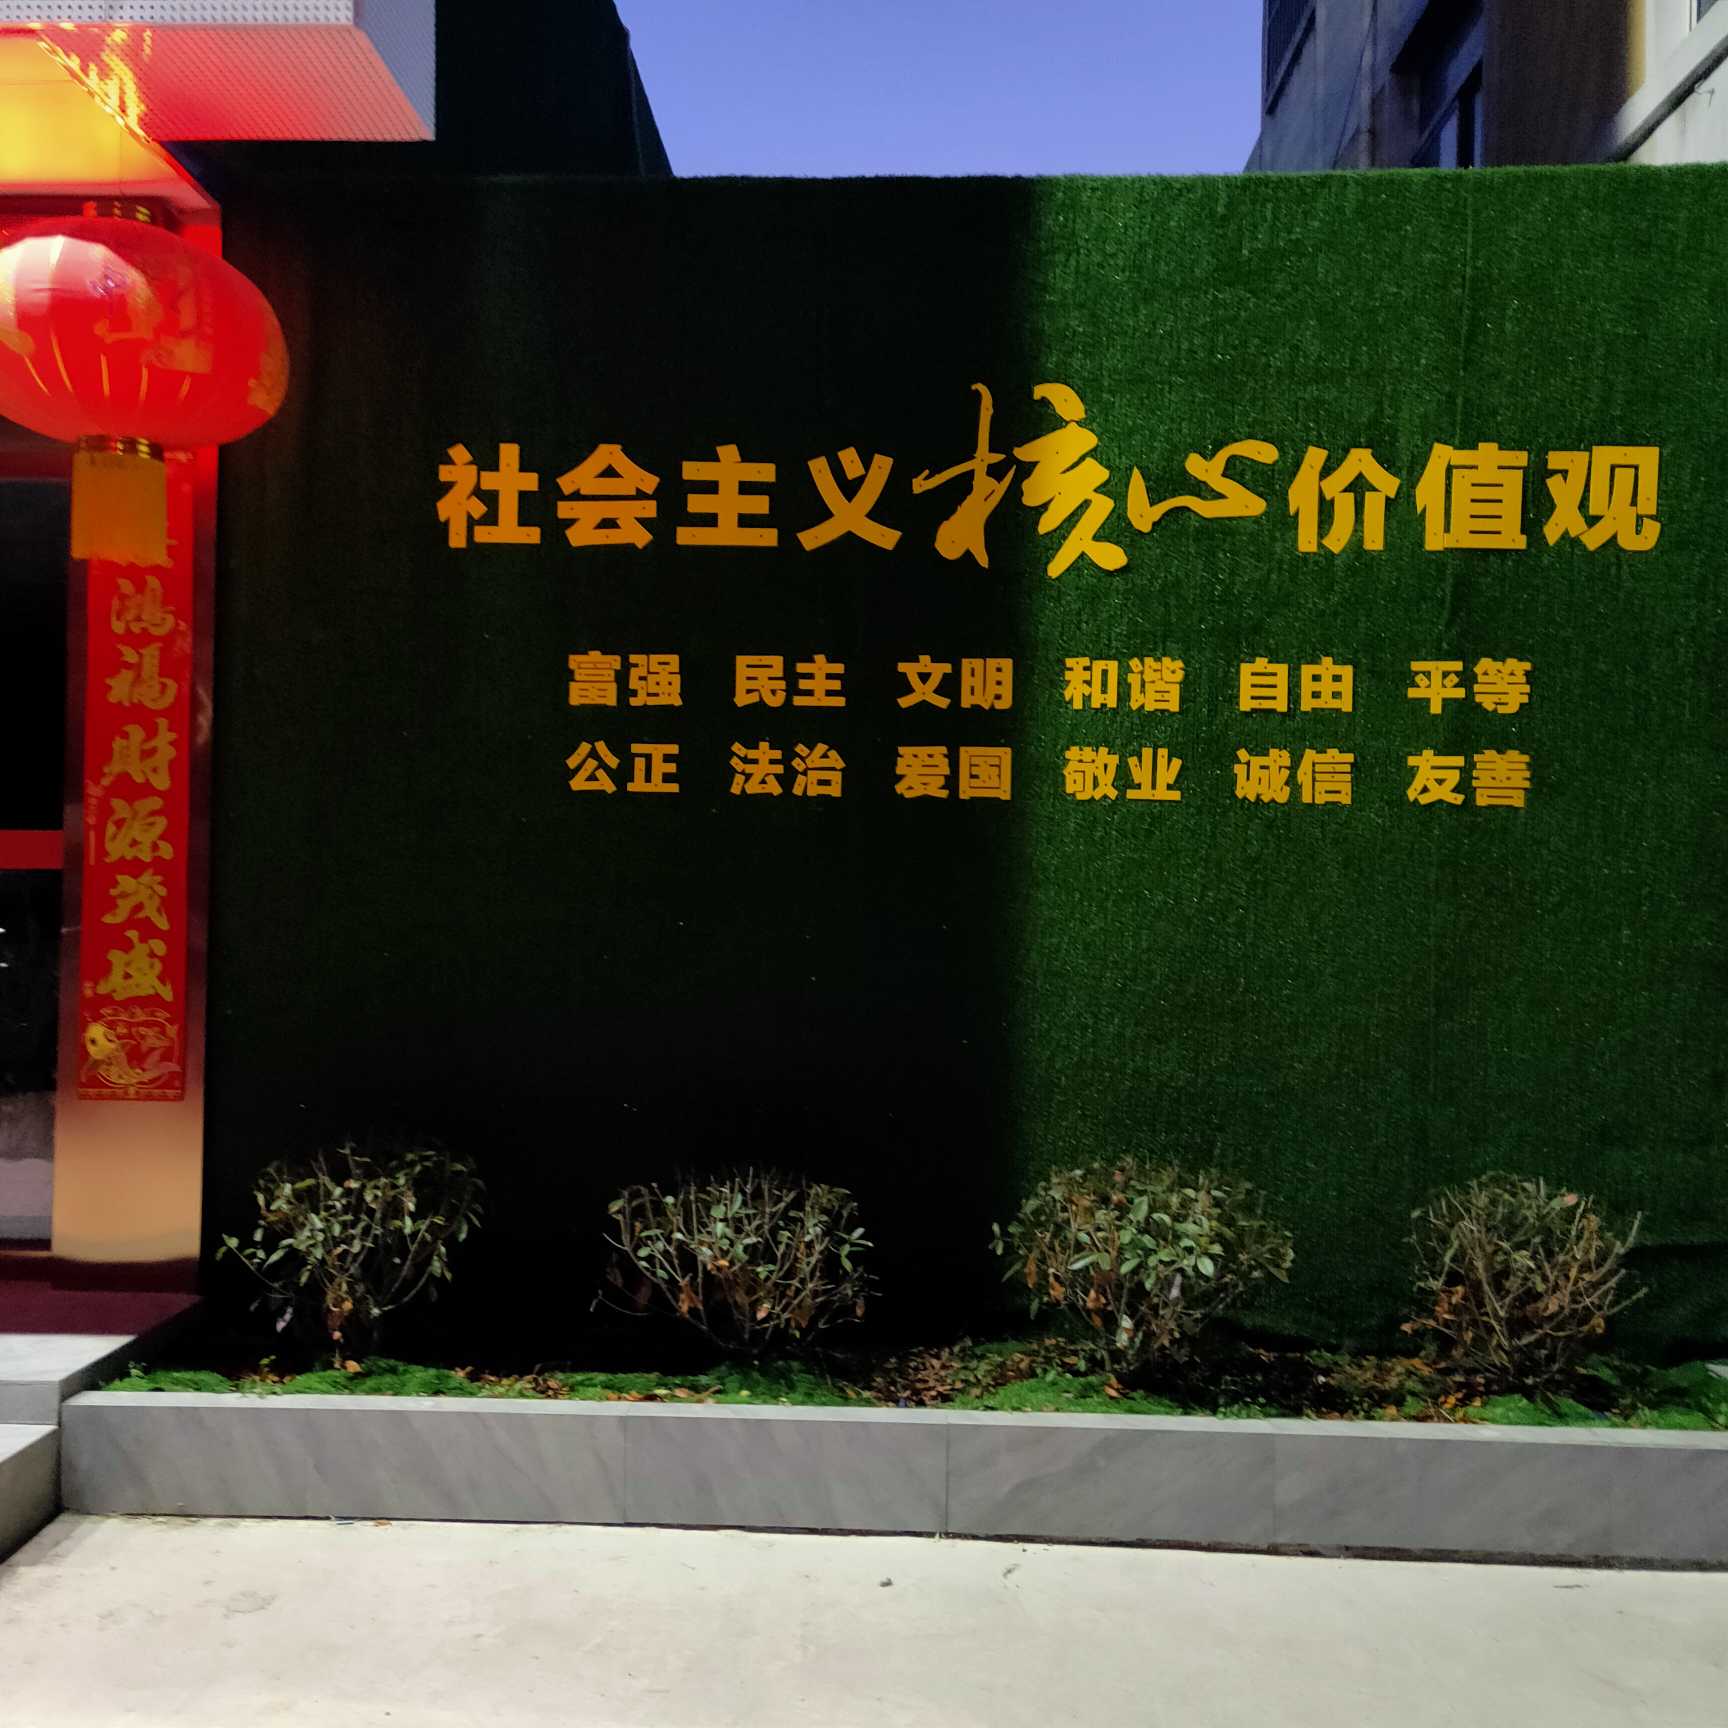 社会主义核心价值观
富强 民主 文明 和谐 自由 平等
公正 法治 爱国 敬业 诚信 友善
鸿福财源茂盛